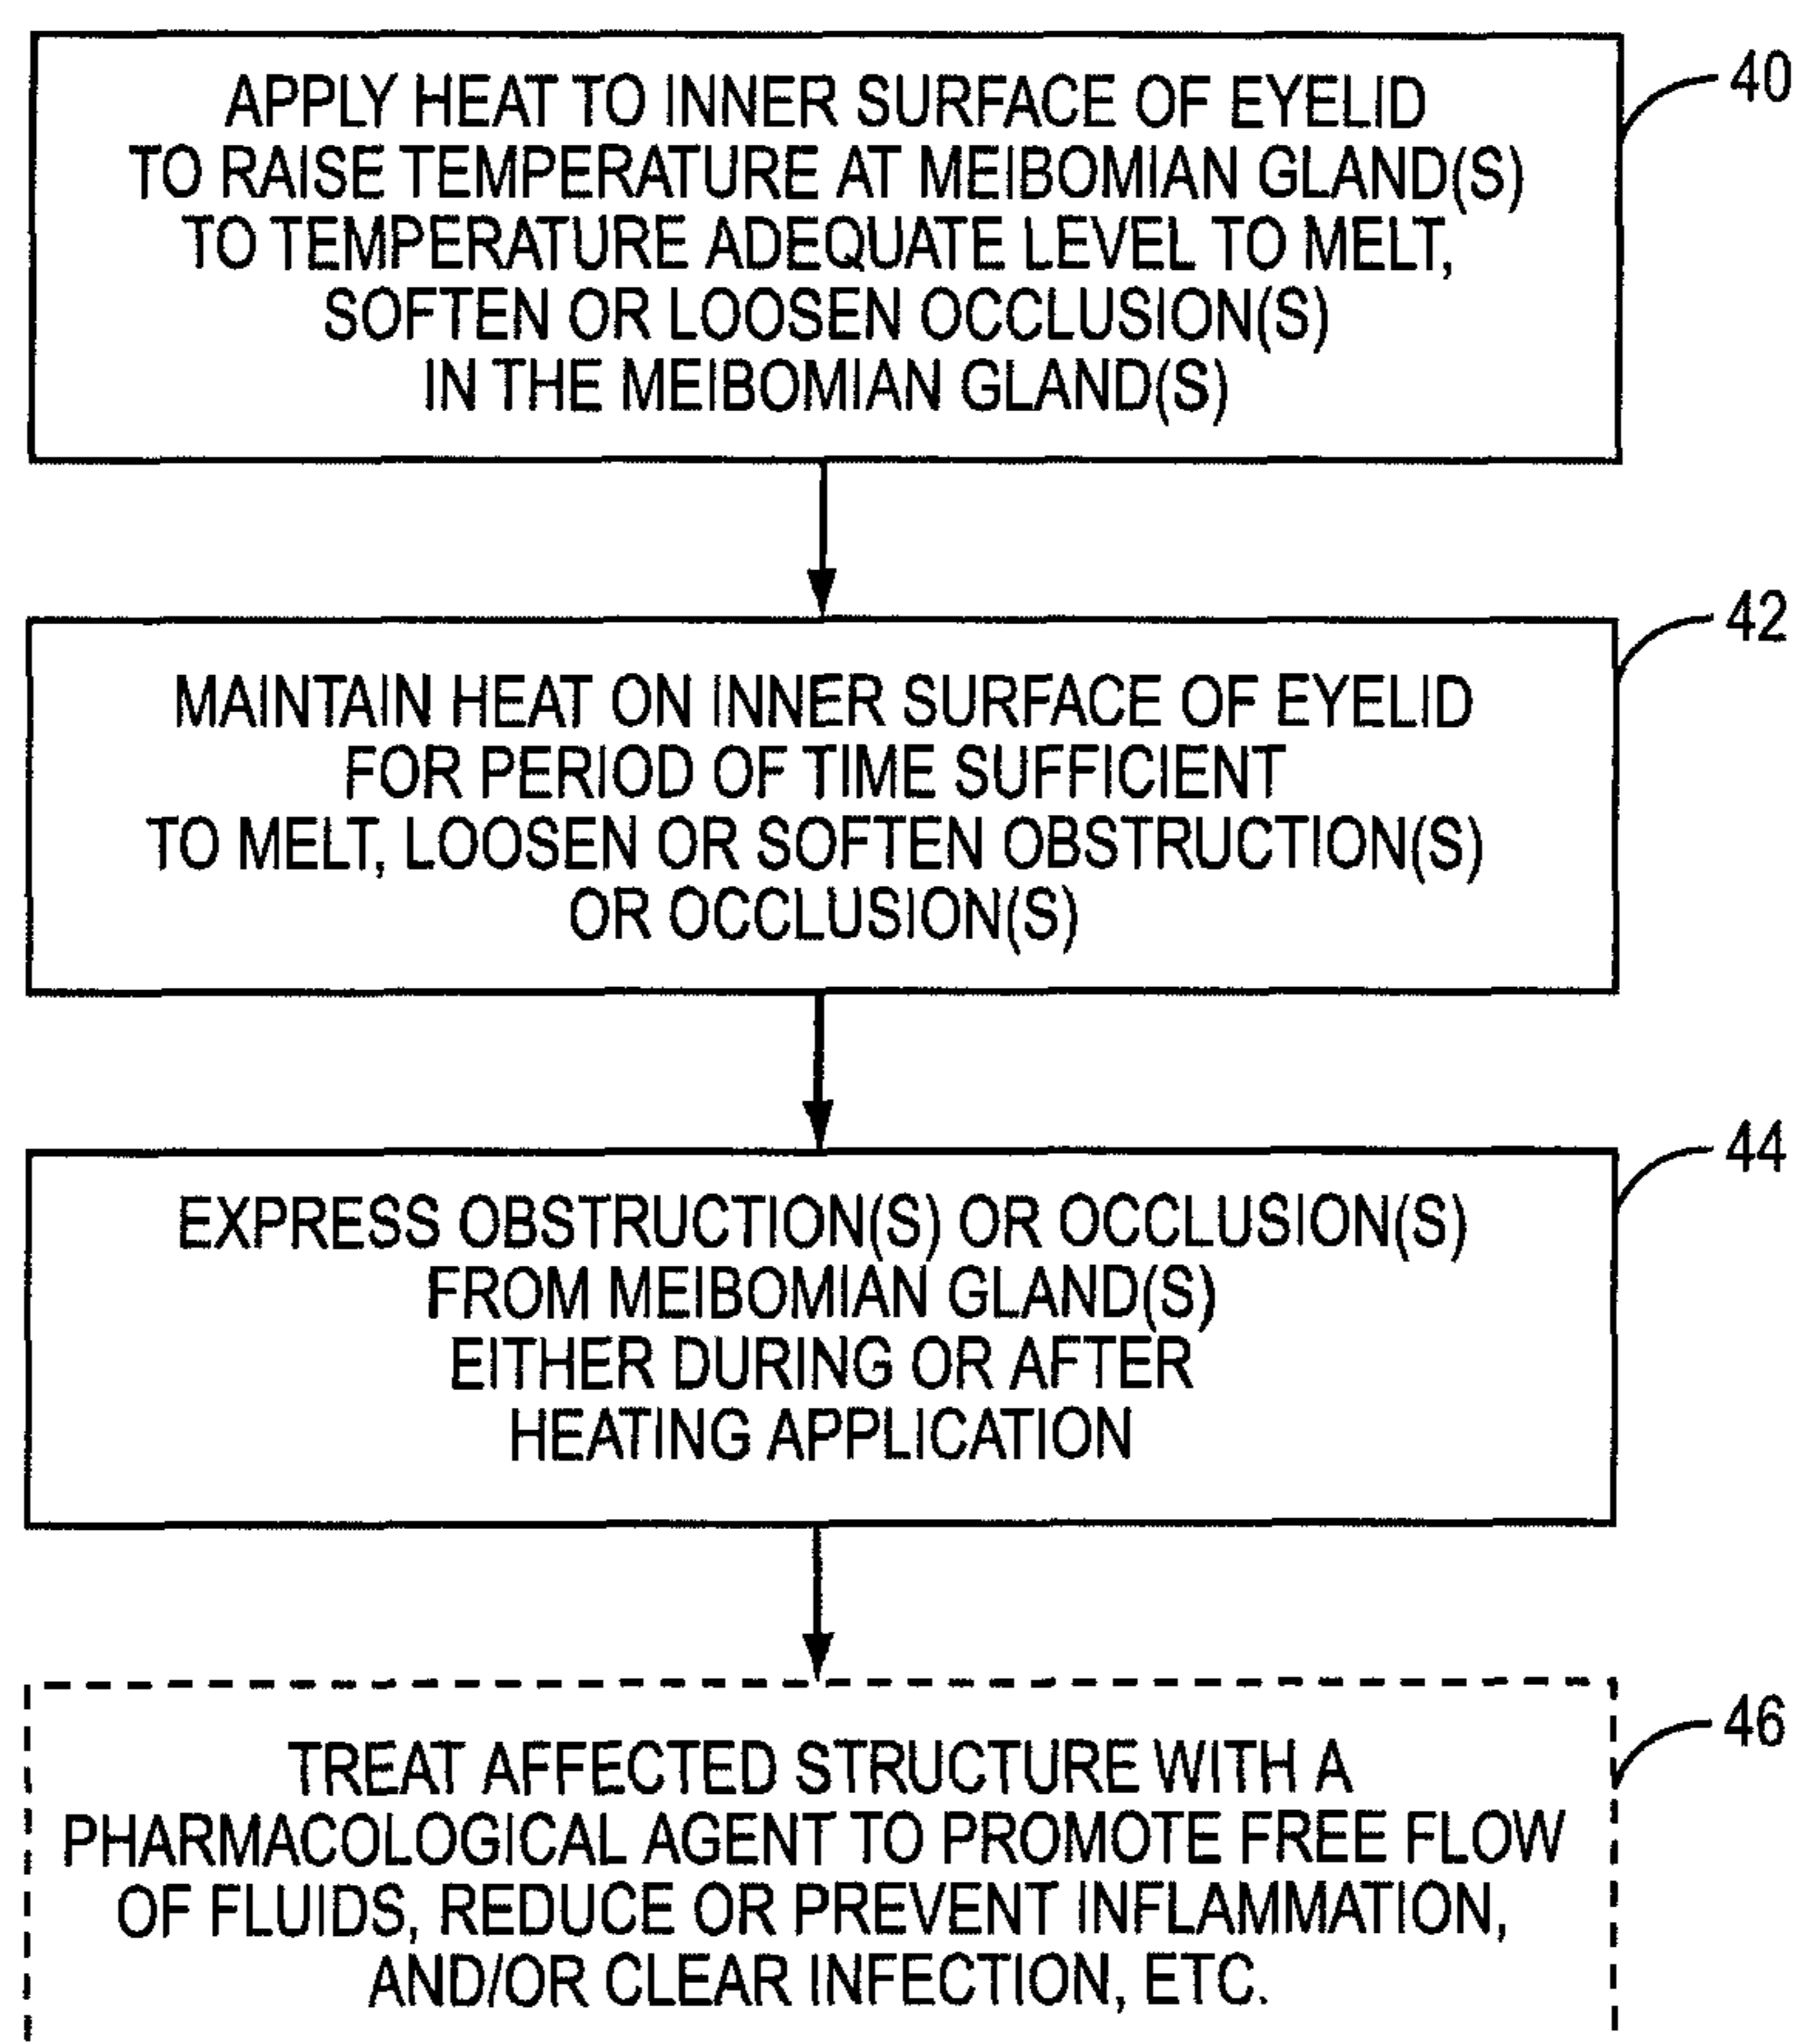 APPLY HEAT TO INNER SURFACE OF EYELID
TO RAISE TEMPERATURE AT MEIBOMIAN GLAND(S)
TO TEMPERATURE ADEQUATE LEVEL TO MELT,
SOFTEN OR LOOSEN OCCLUSION(S)
IN THE MEIBOMIAN GLAND(S)
40
MAINTAIN HEAT ON INNER SURFACE OF EYELID
FOR PERIOD OF TIME SUFFICIENT
TO MELT, LOOSEN OR SOFTEN OBSTRUCTION(S)
OR OCCLUSION(S)
42
EXPRESS OBSTRUCTION(S) OR OCCLUSION(S)
FROM MEIBOMIAN GLAND(S)
EITHER DURING OR AFTER
HEATING APPLICATION
44
TREAT AFFECTED STRUCTURE WITH A
PHARMACOLOGICAL AGENT TO PROMOTE FREE FLOW
OF FLUIDS, REDUCE OR PREVENT INFLAMMATION,
AND/OR CLEAR INFECTION, ETC.
46